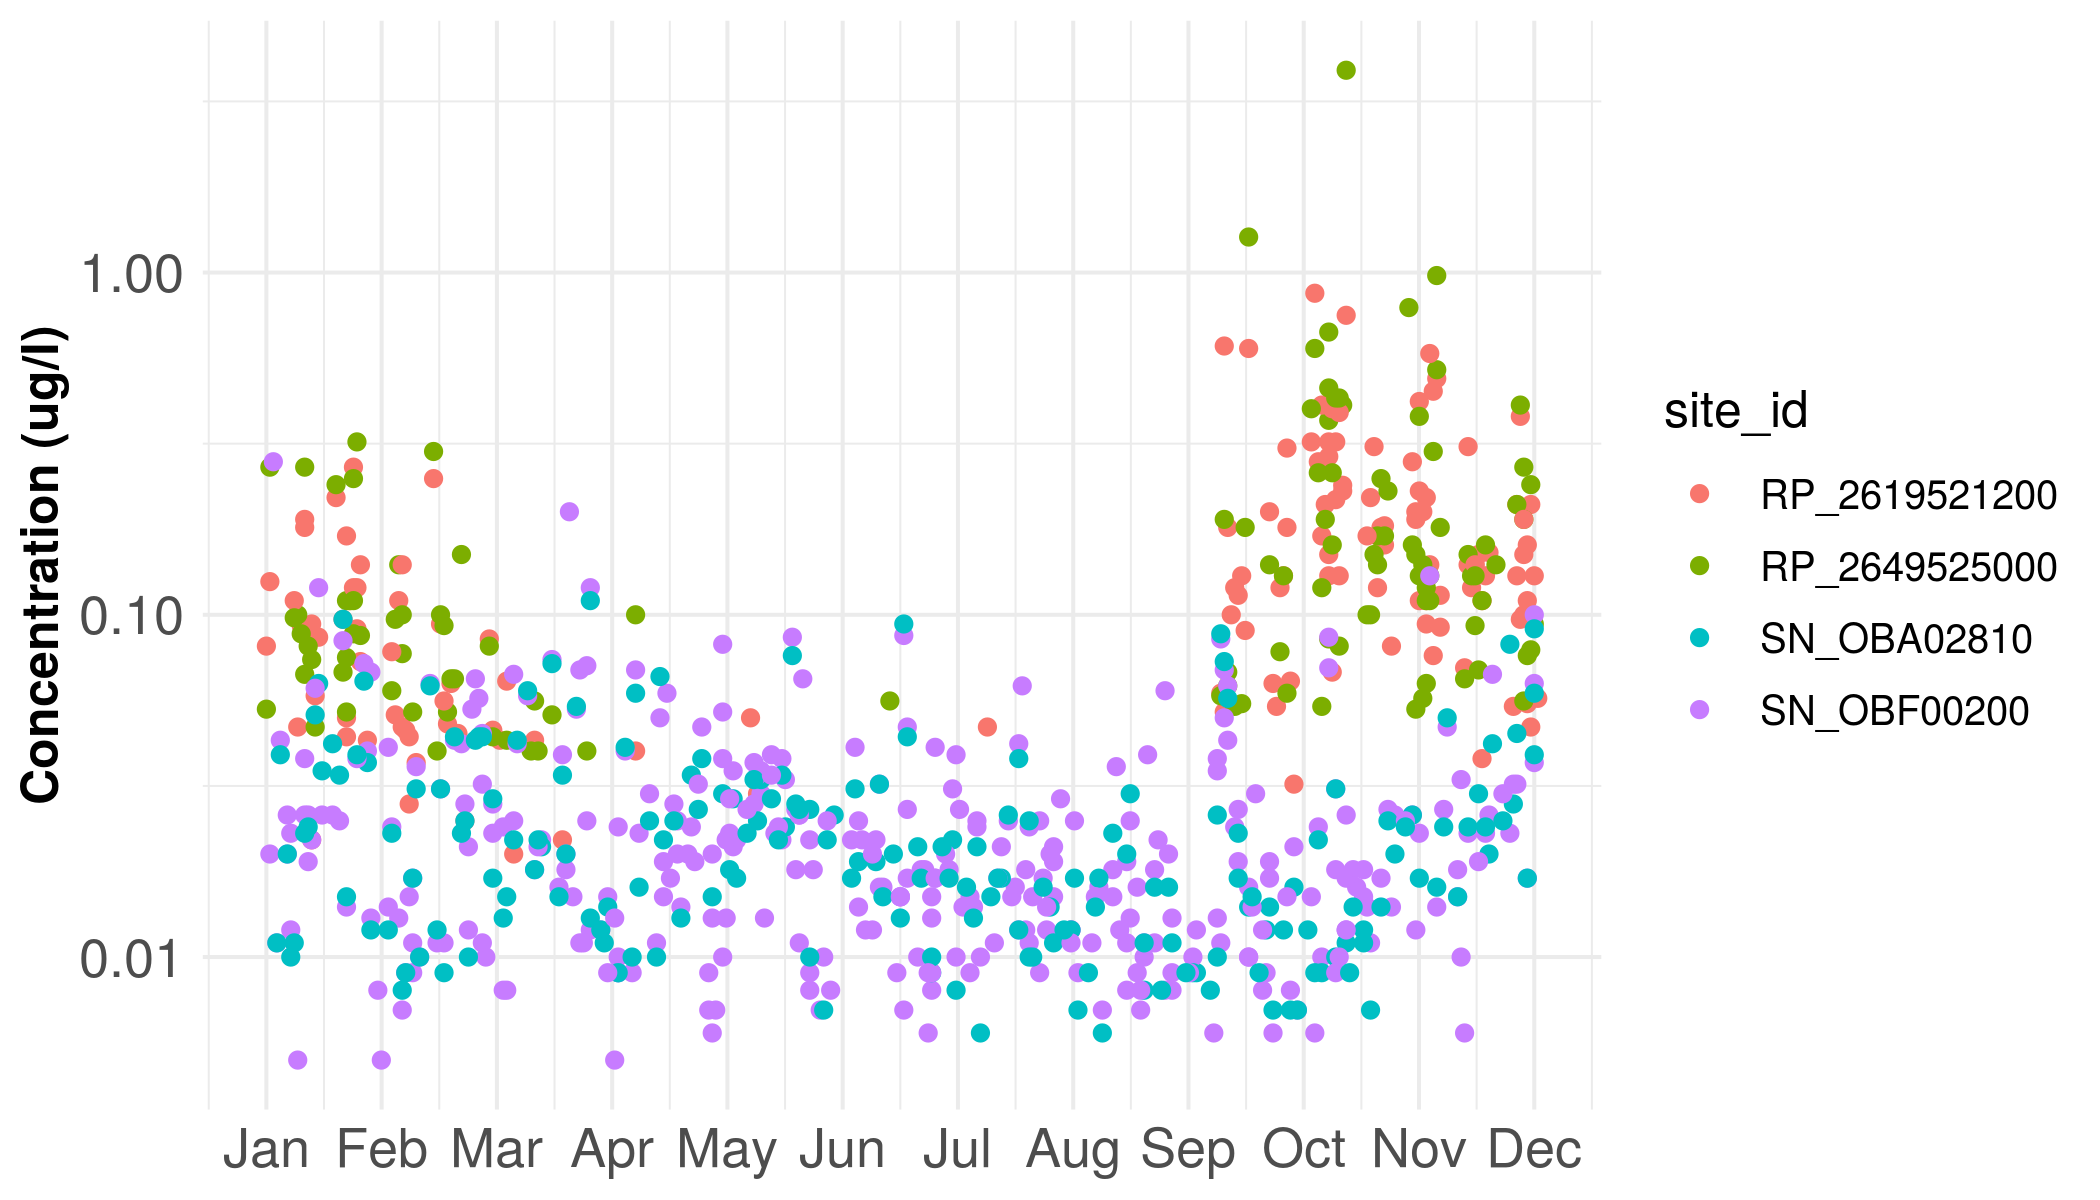 Concentration (ug/l)
1.00
0.10
0.01
Jan Feb Mar Apr May Jun Jul Aug Sep Oct Nov Dec
site_id
RP_2619521200
RP_2649525000
SN_OBA02810
SN_OBF00200